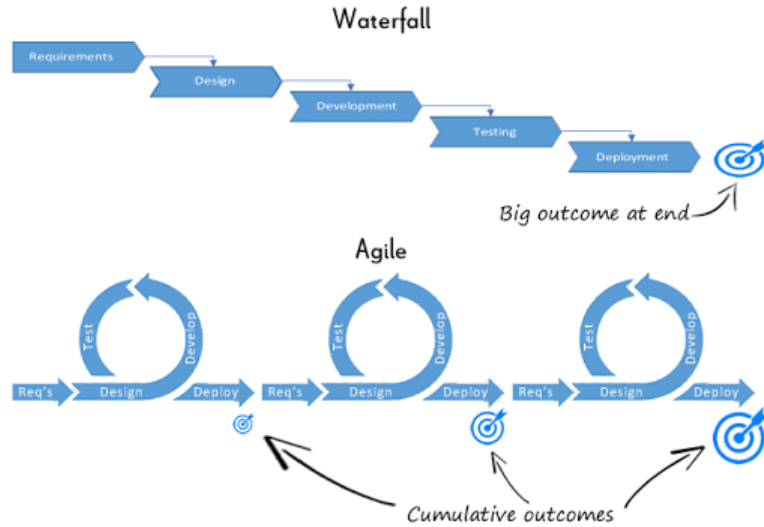 Waterfall
Requirements
Design
Development
Testing
Deployment
Big outcome at end
Agile
Test
Develop
Req's
Design
Deploy
Test
Develop
Req's
Design
Deploy
Test
Develop
Req's
Design
Deploy
Cumulative outcomes